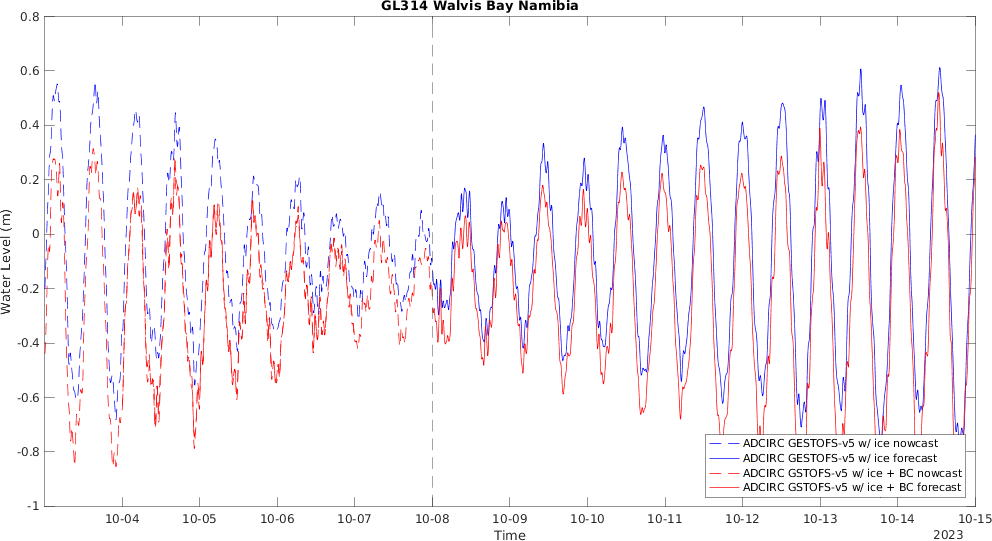 GL314 Walvis Bay Namibia
0.8
0.6
0.4
0.2
0
-0.2
-0.4
-0.6
-0.8
-1
Water Level (m)
ADCIRC GESTOFS-v5 w/ ice nowcast
ADCIRC GESTOFS-v5 w/ ice forecast
ADCIRC GSTOFS-v5 w/ ice + BC nowcast
ADCIRC GSTOFS-v5 w/ ice + BC forecast
10-04 10-05 10-06 10-07 10-08 10-09 10-10 10-11 10-12 10-13 10-14 10-15
Time
2023